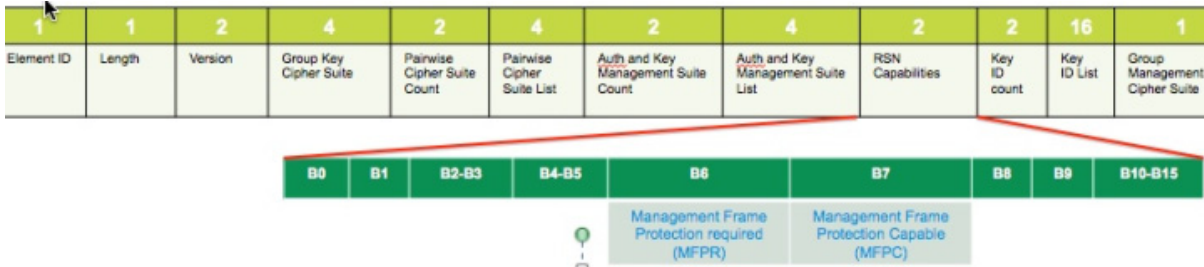 1 1 2 4 2 4 2 4 2 2 16 1
Element ID Length Version Group Key Pairwise Pairwise Auth and Key Auth and Key RSN Key Key Group
Cipher Suite Cipher Suite Cipher Management Suite Management Suite Capabilities ID ID List Management
Count Suite List Count List count Cipher Suite
B0 B1 B2-B3 B4-B5 B6 B7 B8 B9 B10-B15
Management Frame Management Frame
Protection required Protection Capable
(MFPR) (MFPC)